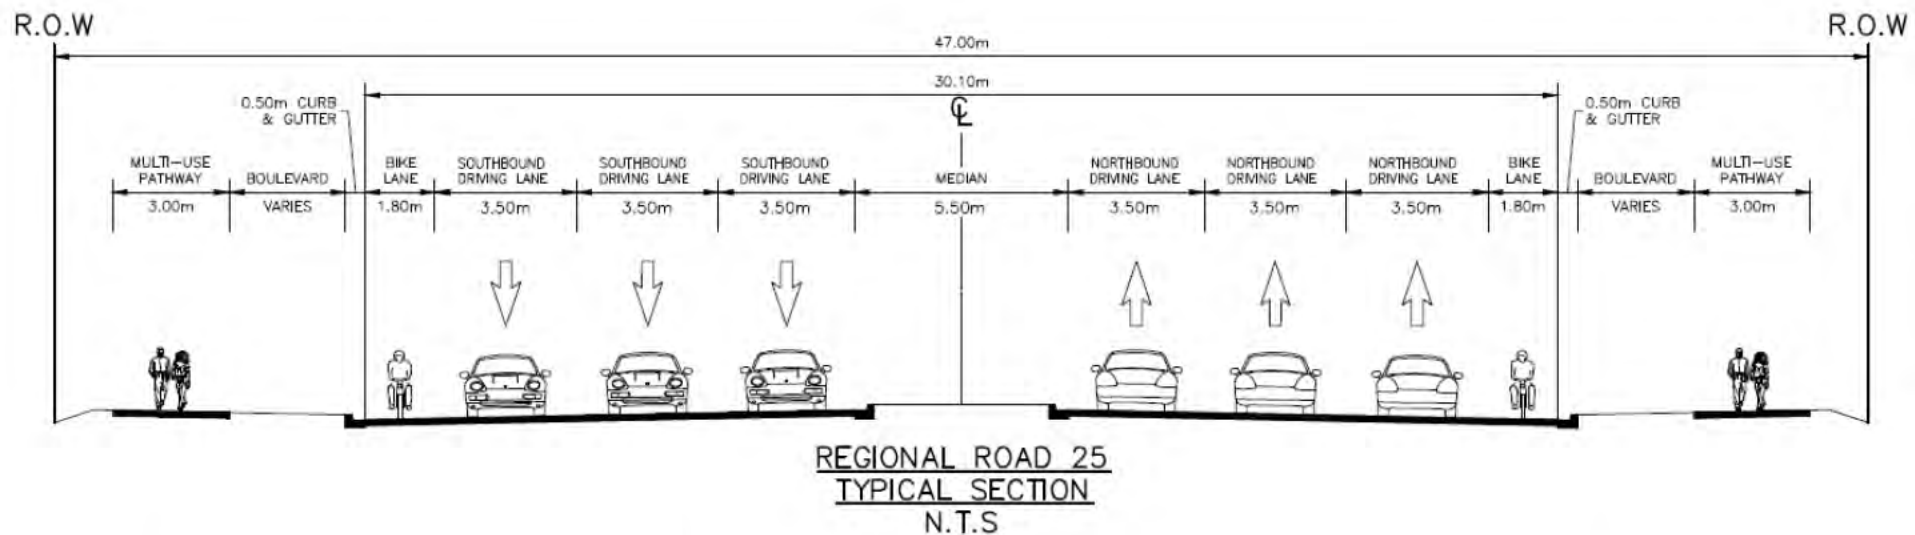 R.O.W
R.O.W
47.00m
30.10m
0.50m CURB
& GUTTER
℄
0.50m CURB
& GUTTER
MULTI-USE
PATHWAY
3.00m
BOULEVARD
VARIES
BIKE
LANE
1.80m
SOUTHBOUND
DRIVING LANE
3.50m
SOUTHBOUND
DRIVING LANE
3.50m
SOUTHBOUND
DRIVING LANE
3.50m
MEDIAN
5.50m
NORTHBOUND
DRIVING LANE
3.50m
NORTHBOUND
DRIVING LANE
3.50m
NORTHBOUND
DRIVING LANE
3.50m
BIKE
LANE
1.80m
BOULEVARD
VARIES
MULTI-USE
PATHWAY
3.00m
REGIONAL ROAD 25
TYPICAL SECTION
N.T.S